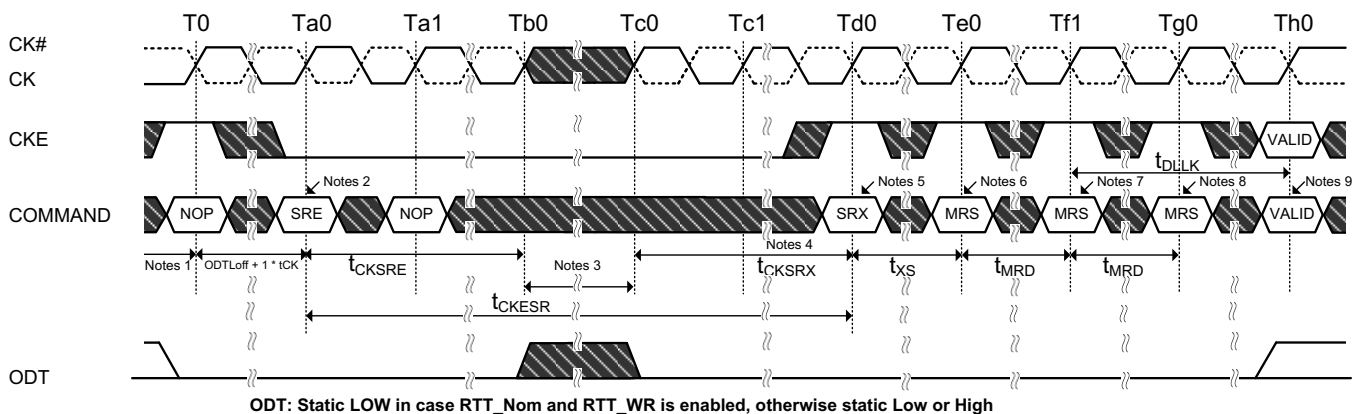 T0 Ta0 Ta1 Tb0 Tc0 Tc1 Td0 Te0 Tf1 Tg0 Th0
CK#
CK
CKE
VALID
tDLLK
Notes 2 Notes 5 Notes 6 Notes 7 Notes 8 Notes 9
COMMAND
NOP SRE NOP SRX MRS MRS MRS VALID
Notes 1 ODTLoff + 1 * tCK tCKSRE Notes 3 Notes 4 tCKSRX tXS tMRD tMRD
tCKESR
ODT
ODT: Static LOW in case RTT_Nom and RTT_WR is enabled, otherwise static Low or High